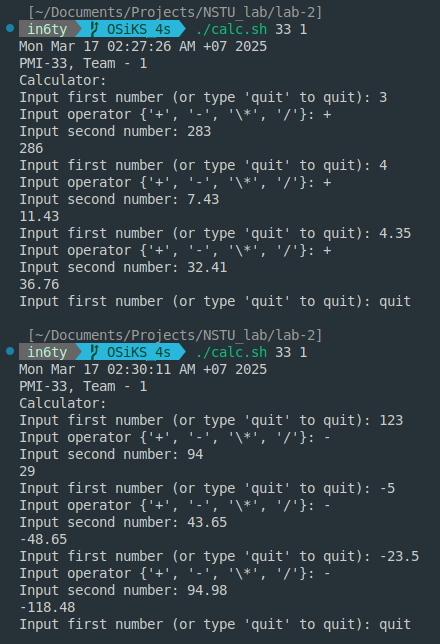 [~/Documents/Projects/NSTU_lab/lab-2]
in6ty OSiKS_4s ./calc.sh 33 1
Mon Mar 17 02:27:26 AM +07 2025
PMI-33, Team - 1
Calculator:
Input first number (or type 'quit' to quit): 3
Input operator {'+', '-', '\*', '/'}: +
Input second number: 283
286
Input first number (or type 'quit' to quit): 4
Input operator {'+', '-', '\*', '/'}: +
Input second number: 7.43
11.43
Input first number (or type 'quit' to quit): 4.35
Input operator {'+', '-', '\*', '/'}: +
Input second number: 32.41
36.76
Input first number (or type 'quit' to quit): quit
[~/Documents/Projects/NSTU_lab/lab-2]
in6ty OSiKS_4s ./calc.sh 33 1
Mon Mar 17 02:30:11 AM +07 2025
PMI-33, Team - 1
Calculator:
Input first number (or type 'quit' to quit): 123
Input operator {'+', '-', '\*', '/'}: -
Input second number: 94
29
Input first number (or type 'quit' to quit): -5
Input operator {'+', '-', '\*', '/'}: -
Input second number: 43.65
-48.65
Input first number (or type 'quit' to quit): -23.5
Input operator {'+', '-', '\*', '/'}: -
Input second number: 94.98
-118.48
Input first number (or type 'quit' to quit): quit